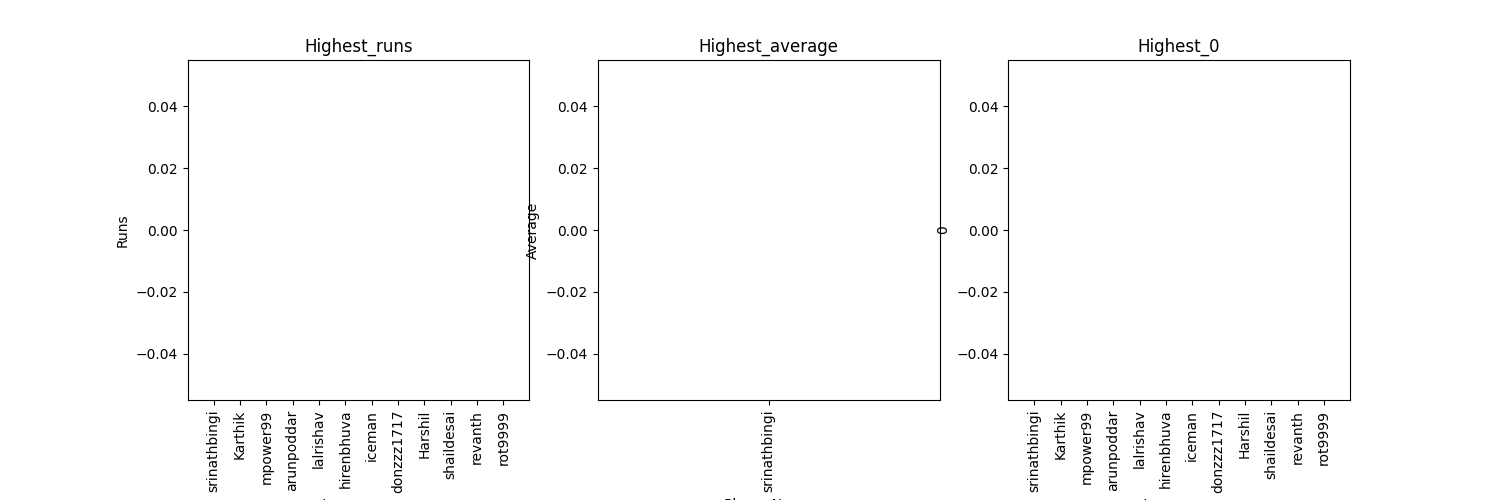 Highest_runs
Runs
0.04
0.02
0.00
−0.02
−0.04
srinathbingi
Karthik
mpower99
arunpoddar
lalrishav
hirenbhuva
iceman
donzzz1717
Harshil
shaildesai
revanth
rot9999
Highest_average
Average
0.04
0.02
0.00
−0.02
−0.04
srinathbingi
Highest_0
0
0.04
0.02
0.00
−0.02
−0.04
srinathbingi
Karthik
mpower99
arunpoddar
lalrishav
hirenbhuva
iceman
donzzz1717
Harshil
shaildesai
revanth
rot9999